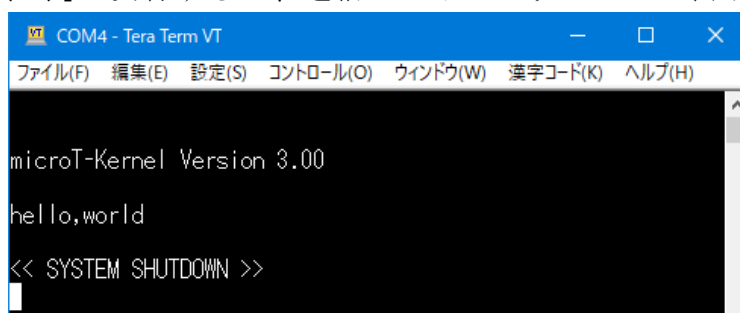 COM4 - Tera Term VT
ファイル(F) 編集(E) 設定(S) コントロール(O) ウィンドウ(W) 漢字コード(K) ヘルプ(H)
microT-Kernel Version 3.00
hello,world
<< SYSTEM SHUTDOWN >>